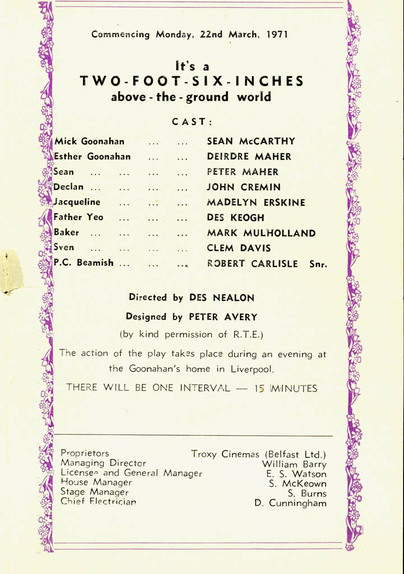 Commencing Monday, 22nd March, 1971
It's a
TWO-FOOT-SIX-INCHES
above-the-ground world
CAST:
Mick Goonahan ... ... SEAN McCARTHY
Esther Goonahan ... ... DEIRDRE MAHER
Sean ... ... ... ... PETER MAHER
Declan ... ... ... ... JOHN CREMIN
Jacqueline ... ... ... MADELYN ERSKINE
Father Yeo ... ... ... DES KEOGH
Baker ... ... ... ... MARK MULHOLLAND
Sven ... ... ... ... CLEM DAVIS
P.C. Beamish ... ... ... ROBERT CARLISLE Snr.
Directed by DES NEALON
Designed by PETER AVERY
(by kind permission of R.T.E.)
The action of the play takes place during an evening at
the Goonahan's home in Liverpool.
THERE WILL BE ONE INTERVAL — 15 MINUTES
Proprietors Troxy Cinemas (Belfast Ltd.)
Managing Director William Barry
Licensee and General Manager E. S. Watson
House Manager S. McKeown
Stage Manager S. Burns
Chief Electrician D. Cunningham